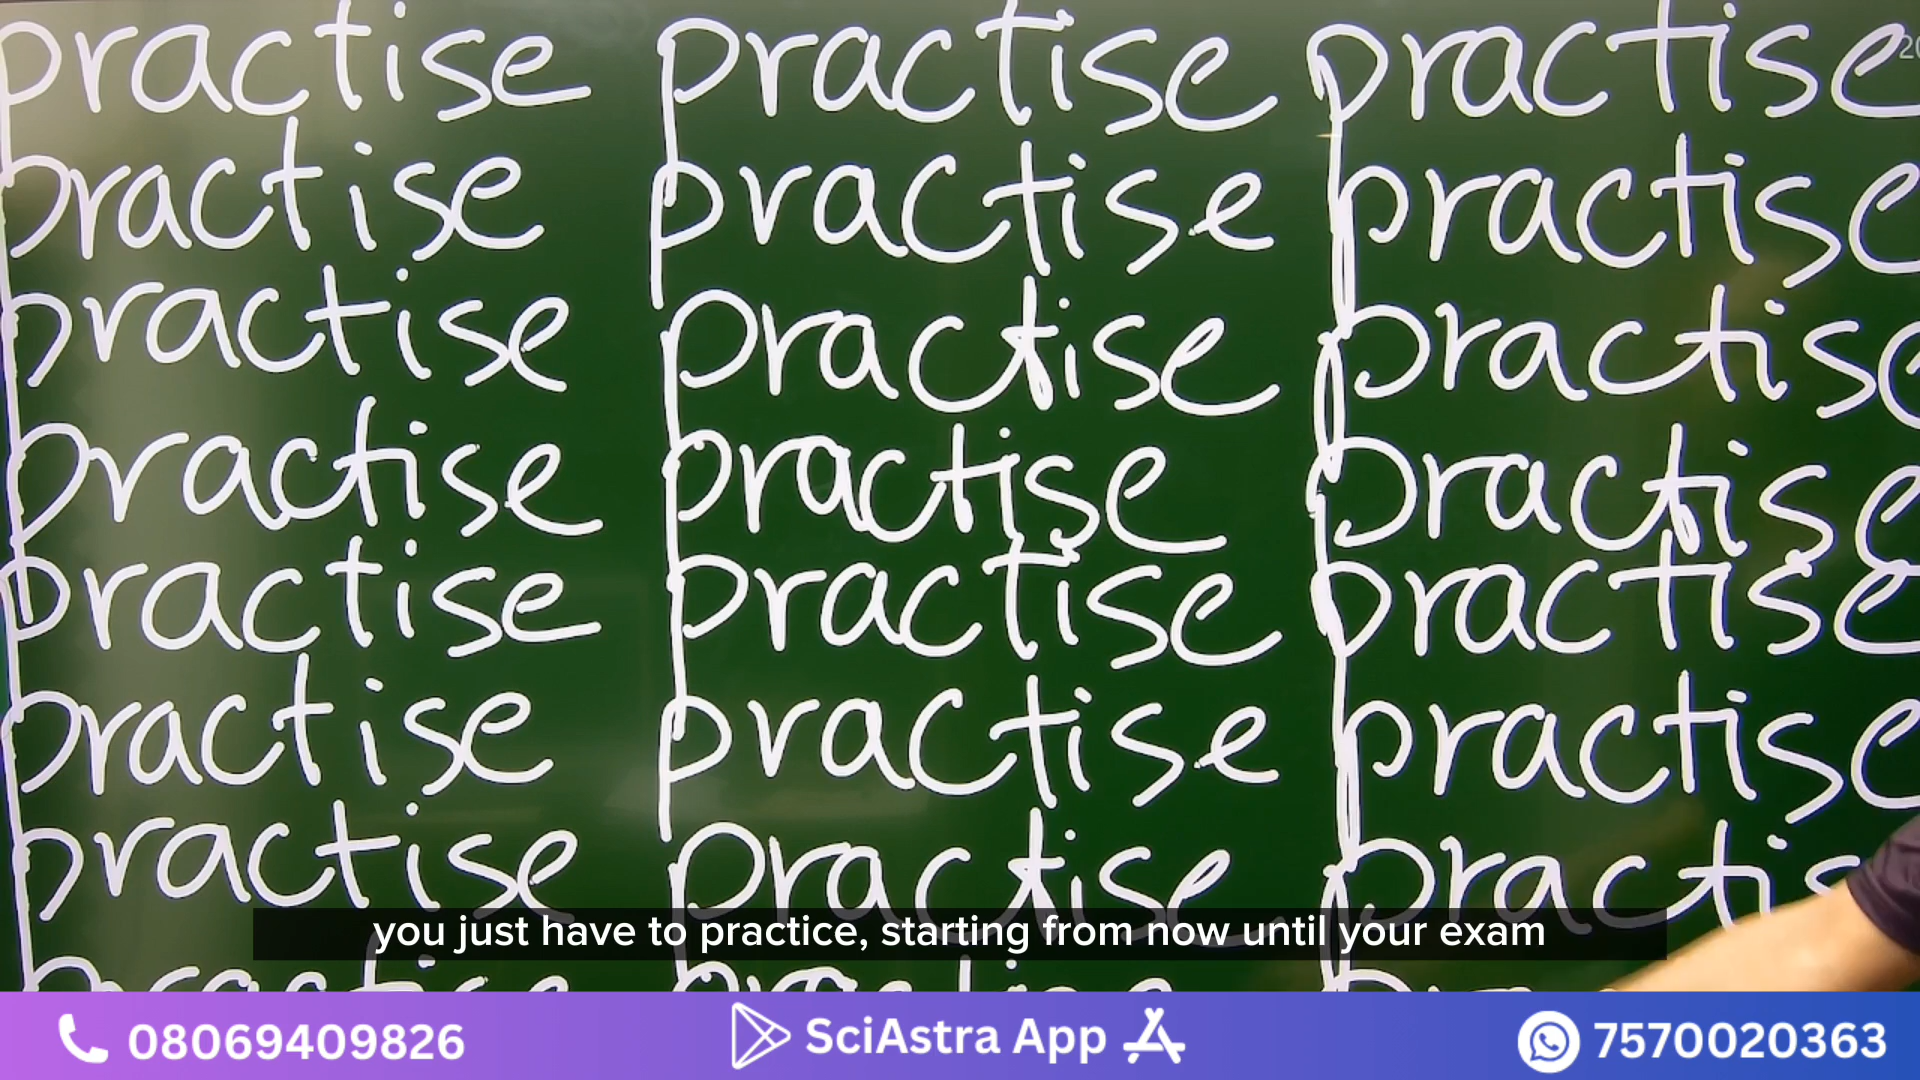 practise practise practise
practise practise practise
practise practise practise
practise practise practise
practise practise practise
practise practise practise
practise practise practis
you just have to practice, starting from now until your exam
08069409826 SciAstra App 7570020363